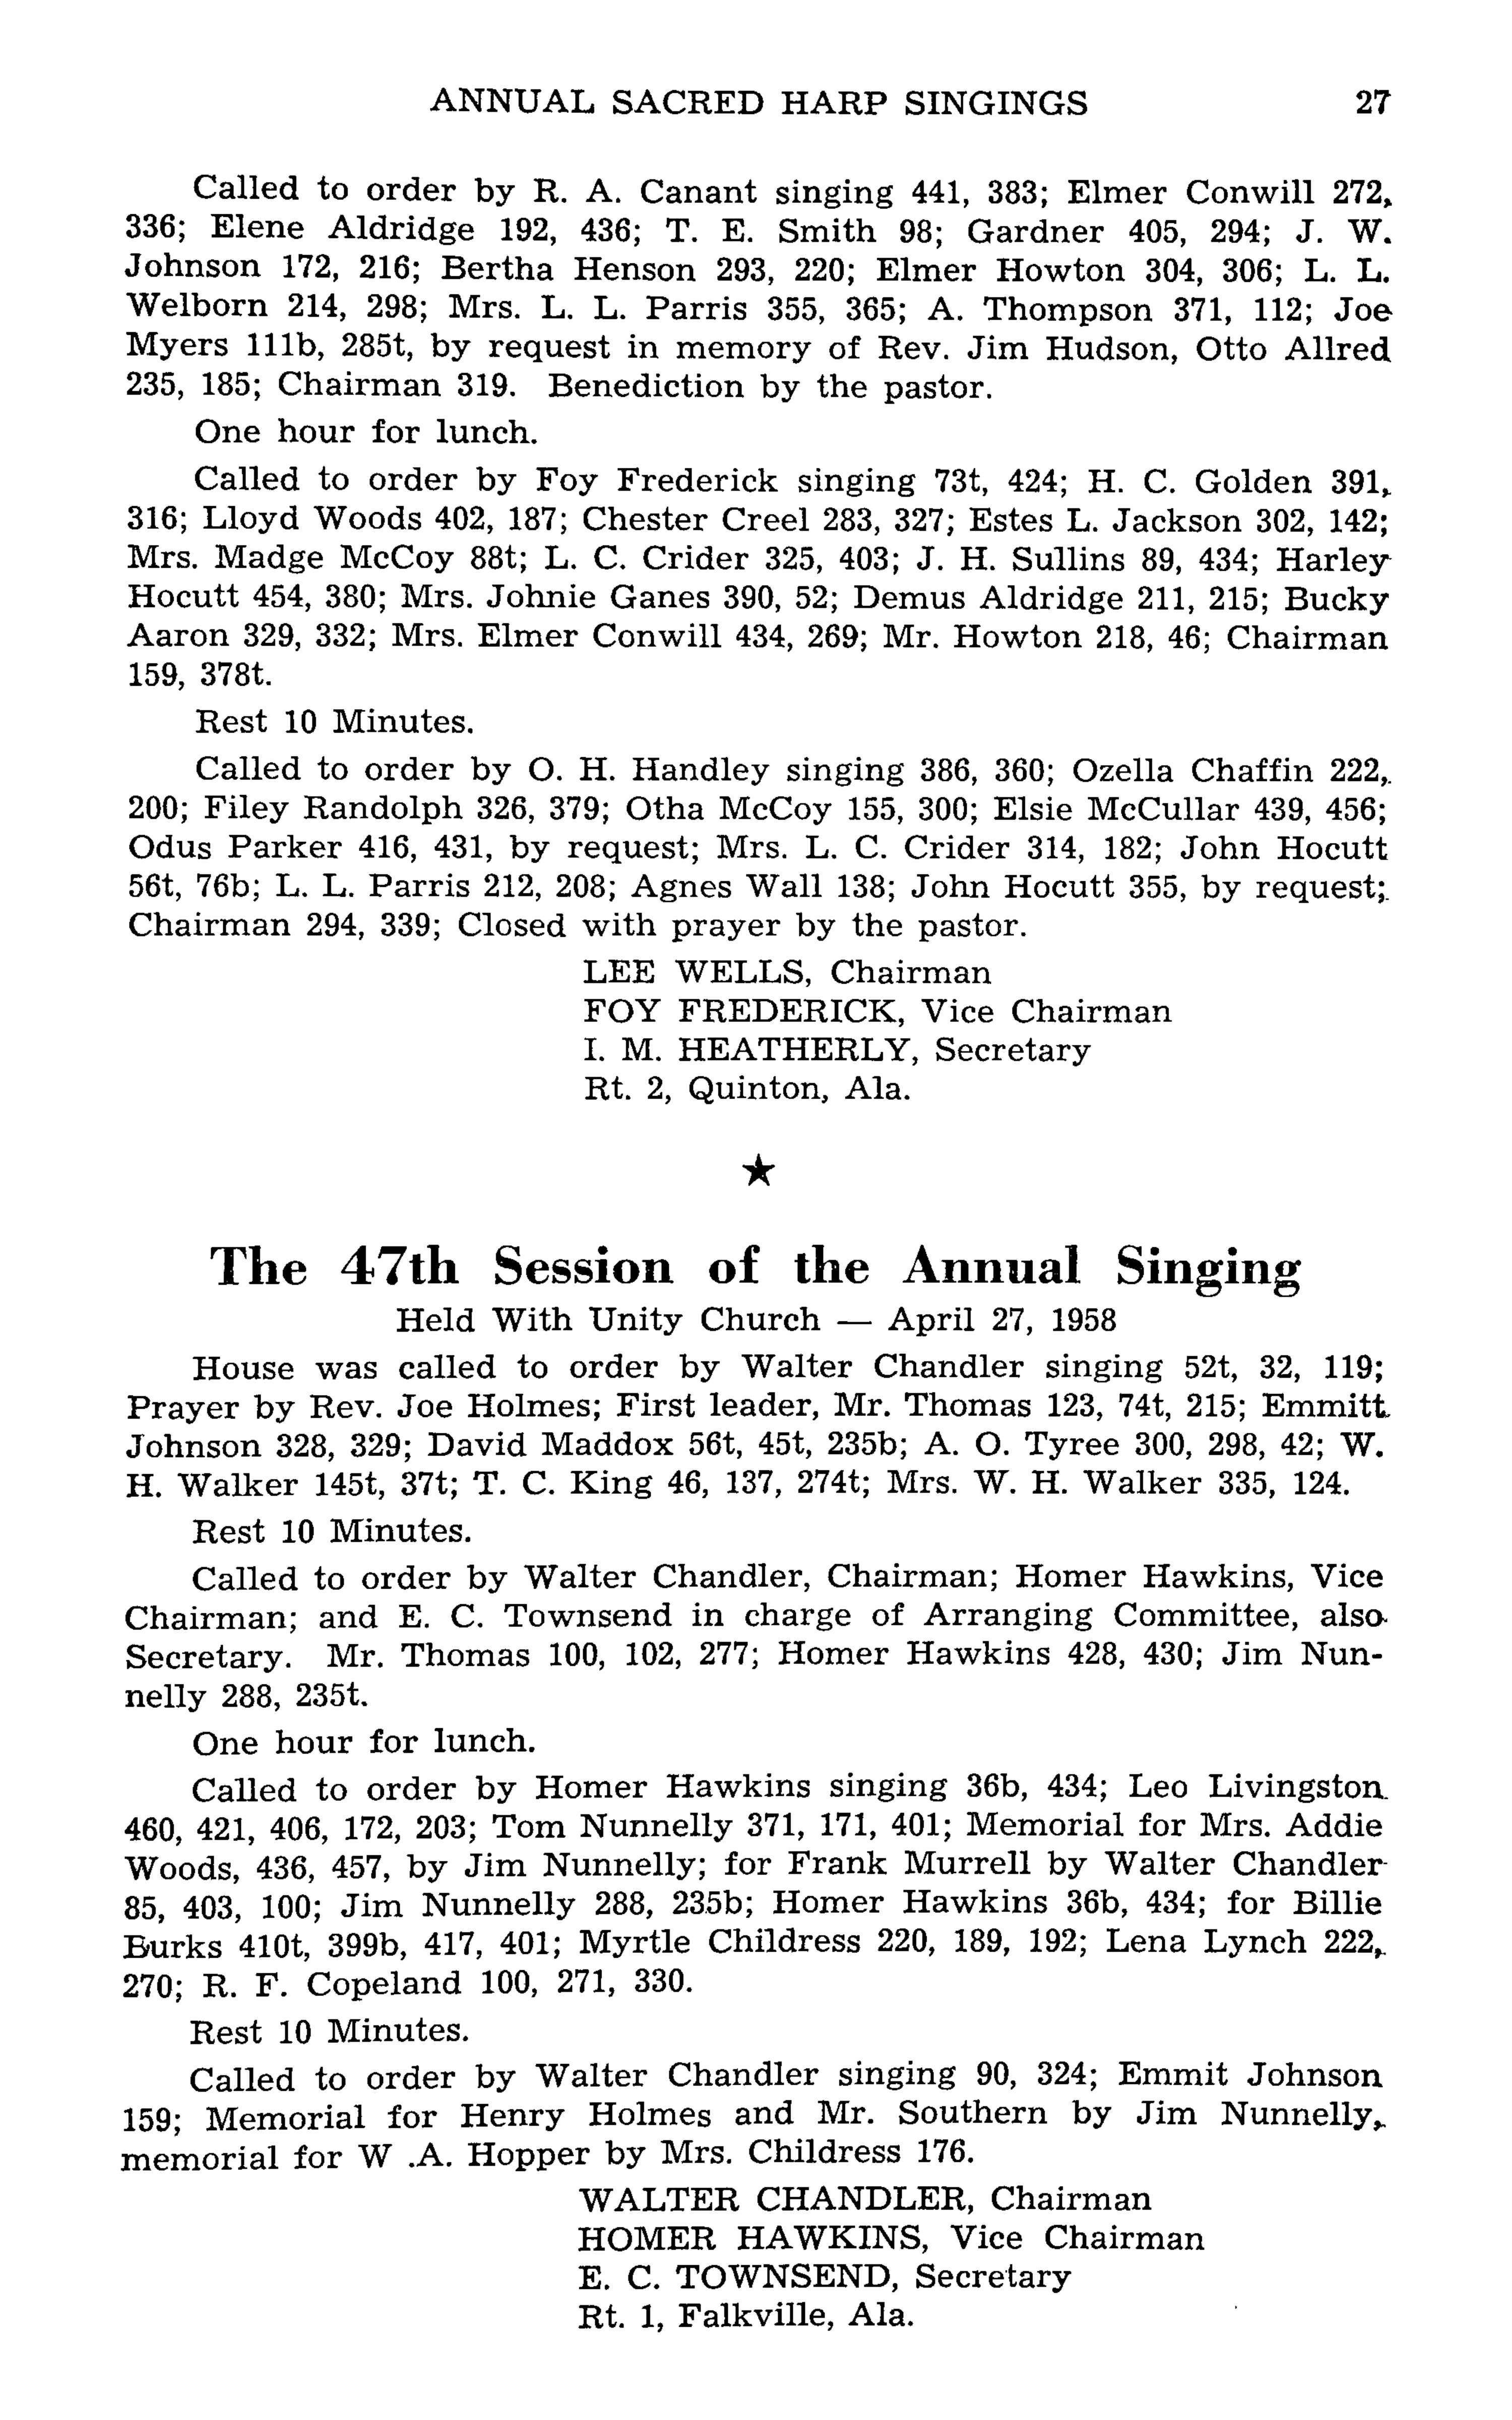 ANNUAL SACRED HARP SINGINGS 27
Called to order by R. A. Canant singing 441, 383; Elmer Conwill 272,
336; Elene Aldridge 192, 436; T. E. Smith 98; Gardner 405, 294; J. W.
Johnson 172, 216; Bertha Henson 293, 220; Elmer Howton 304, 306; L. L.
Welborn 214, 298; Mrs. L. L. Parris 355, 365; A. Thompson 371, 112; Joe
Myers 111b, 285t, by request in memory of Rev. Jim Hudson, Otto Allred
235, 185; Chairman 319. Benediction by the pastor.
One hour for lunch.
Called to order by Foy Frederick singing 73t, 424; H. C. Golden 391,
316; Lloyd Woods 402, 187; Chester Creel 283, 327; Estes L. Jackson 302, 142;
Mrs. Madge McCoy 88t; L. C. Crider 325, 403; J. H. Sullins 89, 434; Harley
Hocutt 454, 380; Mrs. Johnie Ganes 390, 52; Demus Aldridge 211, 215; Bucky
Aaron 329, 332; Mrs. Elmer Conwill 434, 269; Mr. Howton 218, 46; Chairman
159, 378t.
Rest 10 Minutes.
Called to order by O. H. Handley singing 386, 360; Ozella Chaffin 222,
200; Filey Randolph 326, 379; Otha McCoy 155, 300; Elsie McCullar 439, 456;
Odus Parker 416, 431, by request; Mrs. L. C. Crider 314, 182; John Hocutt
56t, 76b; L. L. Parris 212, 208; Agnes Wall 138; John Hocutt 355, by request;
Chairman 294, 339; Closed with prayer by the pastor.
LEE WELLS, Chairman
FOY FREDERICK, Vice Chairman
I. M. HEATHERLY, Secretary
Rt. 2, Quinton, Ala.
★
The 47th Session of the Annual Singing
Held With Unity Church — April 27, 1958
House was called to order by Walter Chandler singing 52t, 32, 119;
Prayer by Rev. Joe Holmes; First leader, Mr. Thomas 123, 74t, 215; Emmitt
Johnson 328, 329; David Maddox 56t, 45t, 235b; A. O. Tyree 300, 298, 42; W.
H. Walker 145t, 37t; T. C. King 46, 137, 274t; Mrs. W. H. Walker 335, 124.
Rest 10 Minutes.
Called to order by Walter Chandler, Chairman; Homer Hawkins, Vice
Chairman; and E. C. Townsend in charge of Arranging Committee, also
Secretary. Mr. Thomas 100, 102, 277; Homer Hawkins 428, 430; Jim Nun-
nelly 288, 235t.
One hour for lunch.
Called to order by Homer Hawkins singing 36b, 434; Leo Livingston
460, 421, 406, 172, 203; Tom Nunnelly 371, 171, 401; Memorial for Mrs. Addie
Woods, 436, 457, by Jim Nunnelly; for Frank Murrell by Walter Chandler
85, 403, 100; Jim Nunnelly 288, 235b; Homer Hawkins 36b, 434; for Billie
Burks 410t, 399b, 417, 401; Myrtle Childress 220, 189, 192; Lena Lynch 222,
270; R. F. Copeland 100, 271, 330.
Rest 10 Minutes.
Called to order by Walter Chandler singing 90, 324; Emmit Johnson
159; Memorial for Henry Holmes and Mr. Southern by Jim Nunnelly,
memorial for W .A. Hopper by Mrs. Childress 176.
WALTER CHANDLER, Chairman
HOMER HAWKINS, Vice Chairman
E. C. TOWNSEND, Secretary
Rt. 1, Falkville, Ala.